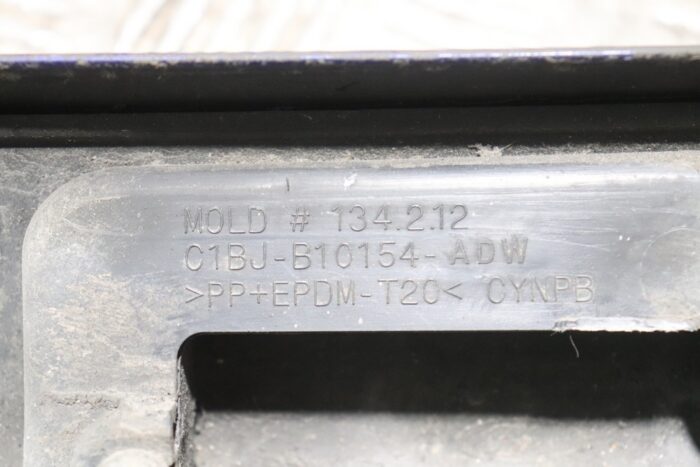 MOLD # 134.2.12
C1BJ-B10154-ADW
>PP+EPDM-T20< CYNPB